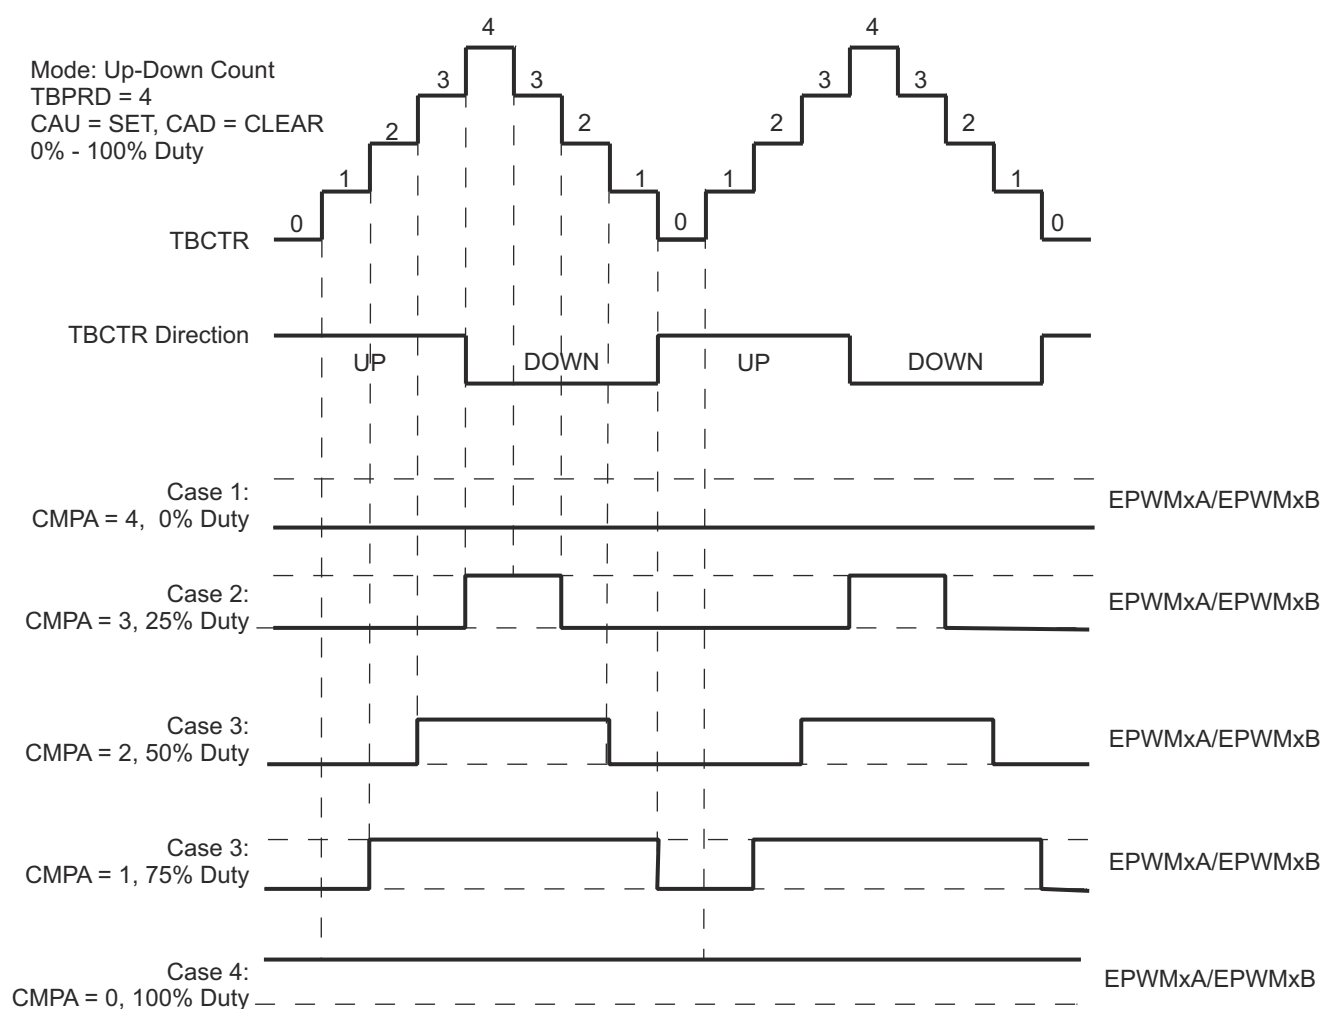 4
4
Mode: Up-Down Count
3
3
3
3
TBPRD = 4
CAU = SET, CAD = CLEAR
2
2
2
2
0% - 100% Duty
1
1
1
1
0
0
0
TBCTR
TBCTR Direction
UP
DOWN
UP
DOWN
Case 1:
CMPA = 4, 0% Duty
EPWMxA/EPWMxB
Case 2:
CMPA = 3, 25% Duty
EPWMxA/EPWMxB
Case 3:
CMPA = 2, 50% Duty
EPWMxA/EPWMxB
Case 3:
CMPA = 1, 75% Duty
EPWMxA/EPWMxB
Case 4:
CMPA = 0, 100% Duty
EPWMxA/EPWMxB